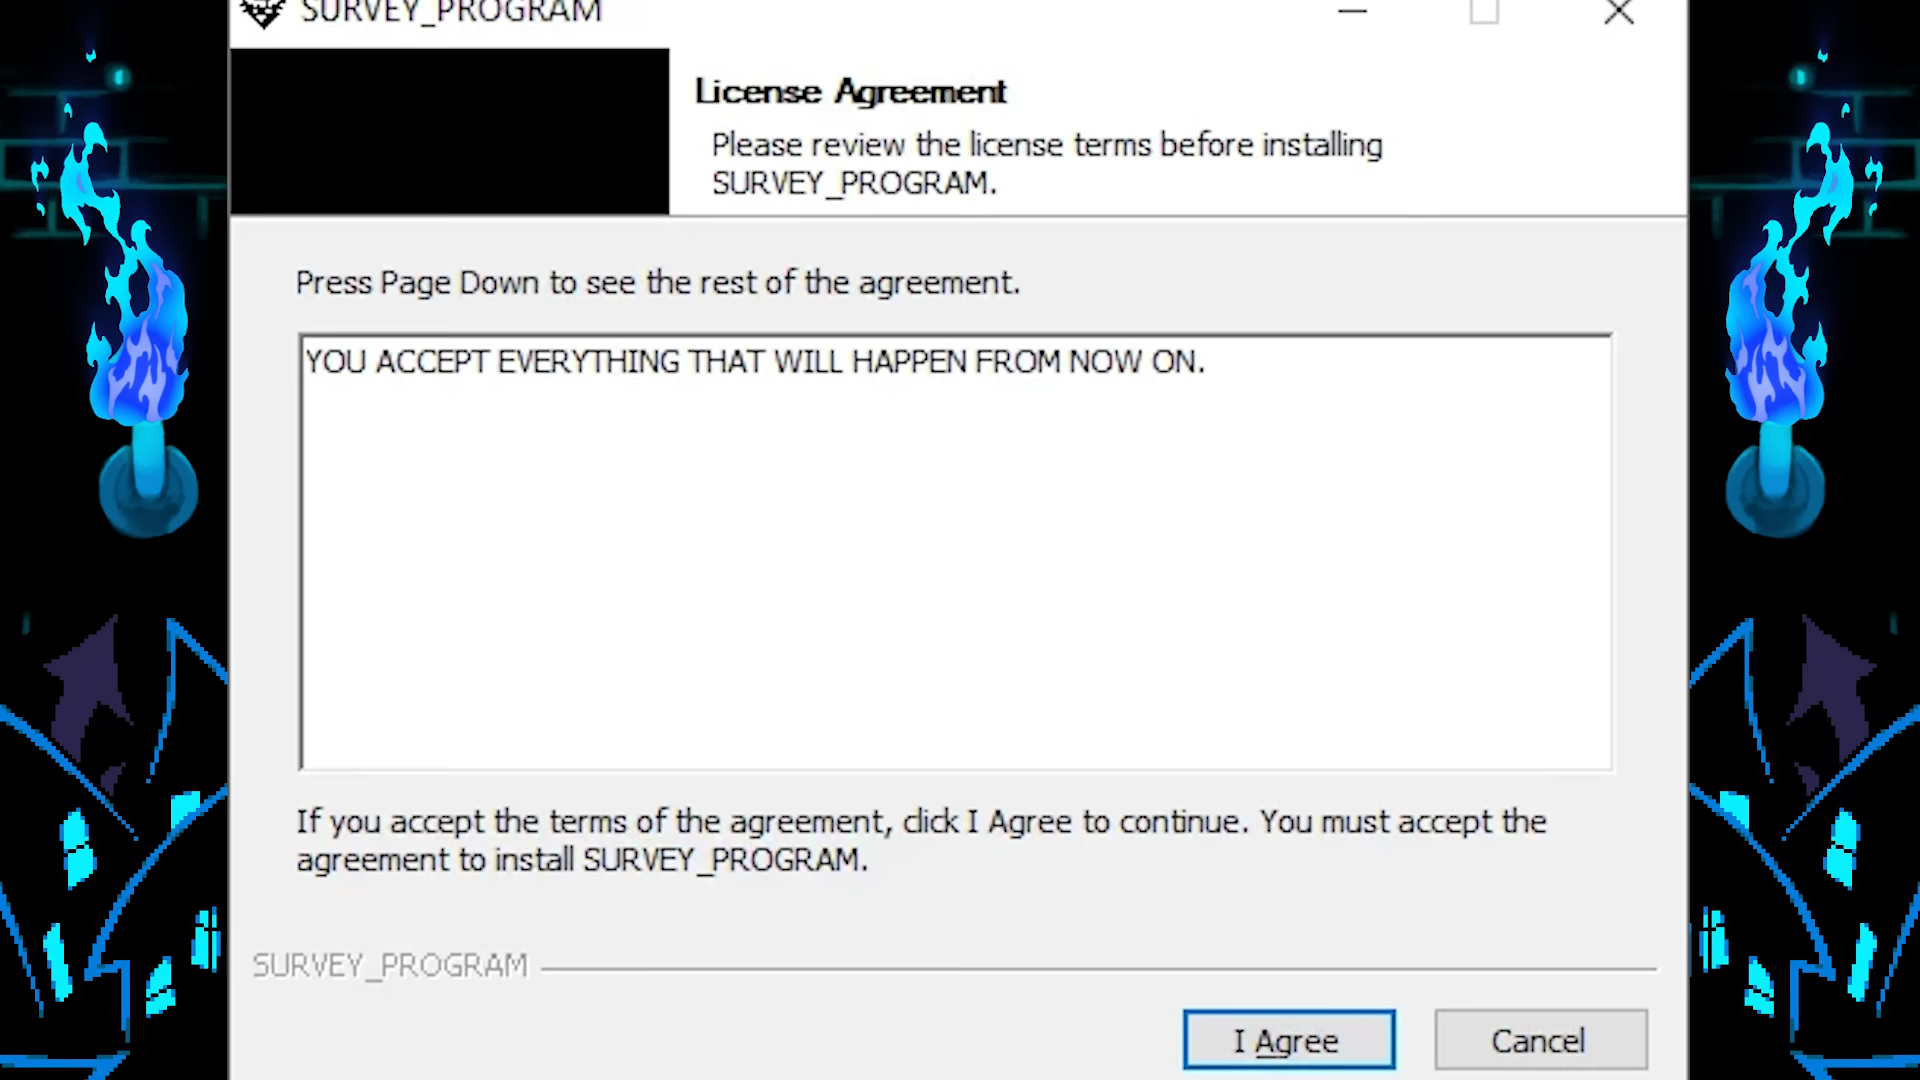 SURVEY_PROGRAM
License Agreement
Please review the license terms before installing
SURVEY_PROGRAM.
Press Page Down to see the rest of the agreement.
YOU ACCEPT EVERYTHING THAT WILL HAPPEN FROM NOW ON.
If you accept the terms of the agreement, click I Agree to continue. You must accept the
agreement to install SURVEY_PROGRAM.
SURVEY_PROGRAM
I Agree
Cancel